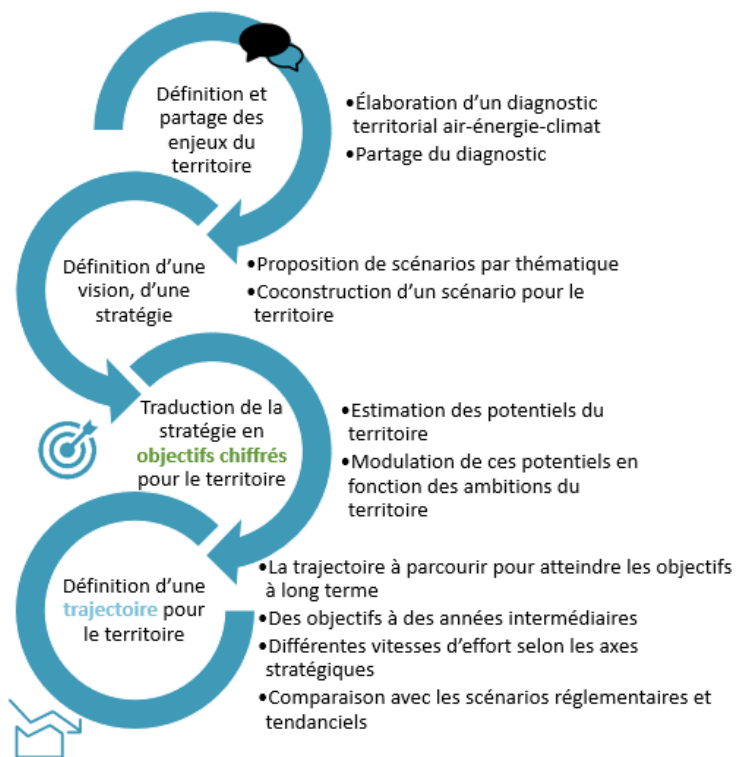 Définition et
partage des
enjeux du
territoire
•Élaboration d’un diagnostic
territorial air-énergie-climat
•Partage du diagnostic
Définition d’une
vision, d’une
stratégie
•Proposition de scénarios par thématique
•Coconstruction d’un scénario pour le
territoire
Traduction de la
stratégie en
objectifs chiffrés
pour le territoire
•Estimation des potentiels du
territoire
•Modulation de ces potentiels en
fonction des ambitions du
territoire
Définition d’une
trajectoire pour
le territoire
•La trajectoire à parcourir pour atteindre les objectifs
à long terme
•Des objectifs à des années intermédiaires
•Différentes vitesses d’effort selon les axes
stratégiques
•Comparaison avec les scénarios réglementaires et
tendanciels